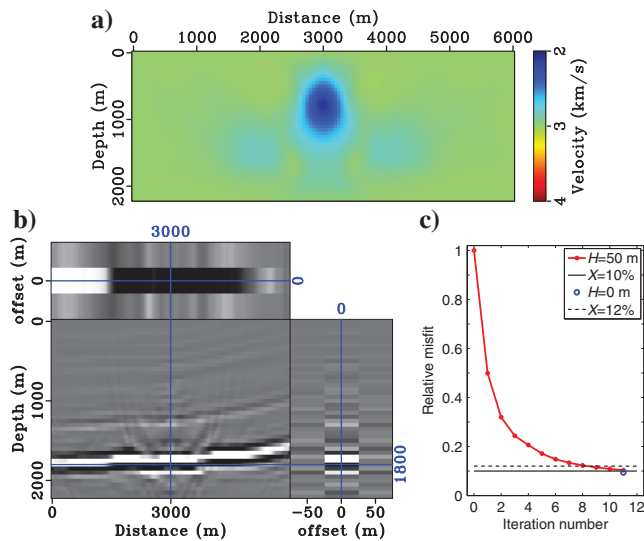 a)
Distance (m)
0 1000 2000 3000 4000 5000 6000
Depth (m)
0
1000
2000
Velocity (km/s)
2
3
4
b)
3000
offset (m)
0
0
0
Depth (m)
0
1000
2000
1800
0 3000
Distance (m)
−50 0 50
offset (m)
c)
Relative misfit
1
0.8
0.6
0.4
0.2
0
H=50 m
X=10%
H=0 m
X=12%
0 2 4 6 8 10 12
Iteration number